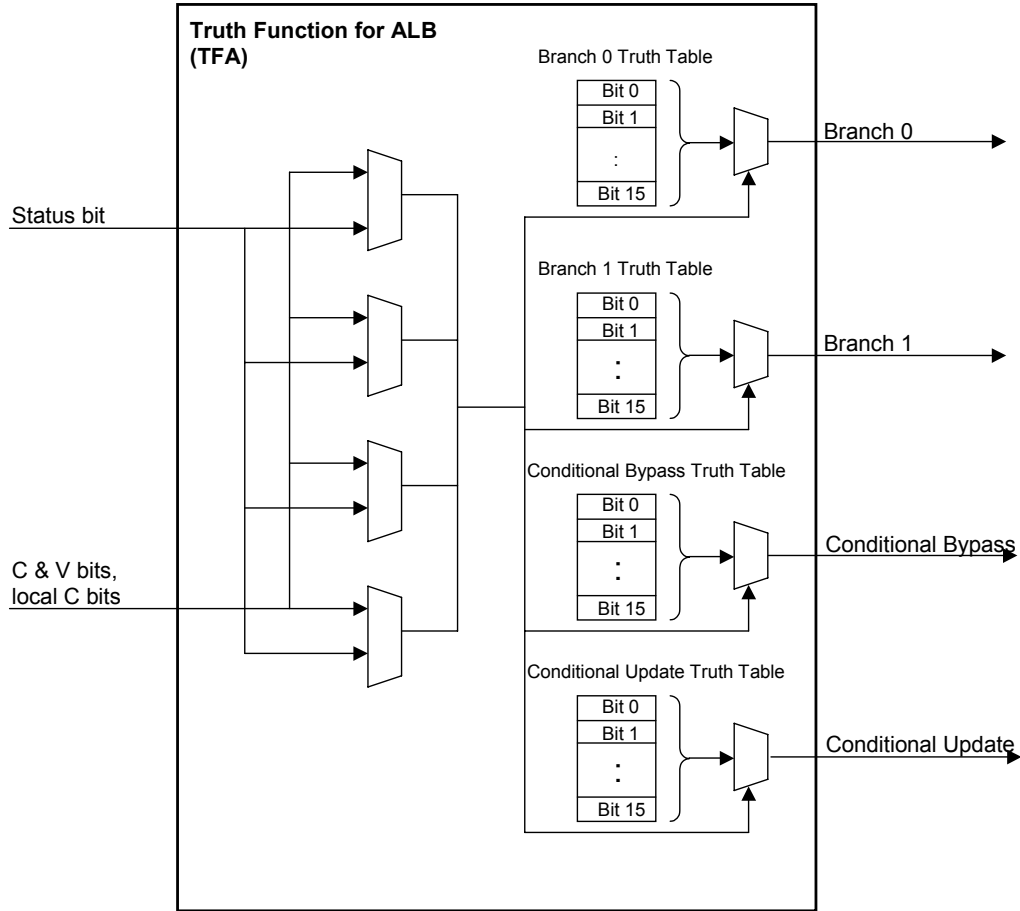 Truth Function for ALB
(TFA)
Branch 0 Truth Table
Bit 0
Bit 1
:
Bit 15
Branch 0
Status bit
Branch 1 Truth Table
Bit 0
Bit 1
:
Bit 15
Branch 1
Conditional Bypass Truth Table
Bit 0
Bit 1
:
Bit 15
Conditional Bypass
C & V bits,
local C bits
Conditional Update Truth Table
Bit 0
Bit 1
:
Bit 15
Conditional Update